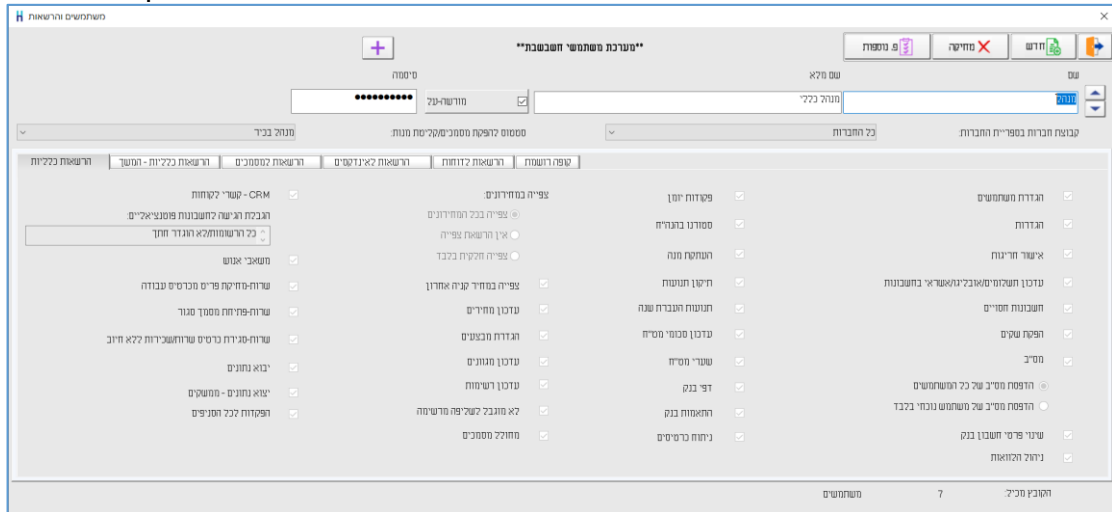 משתמשים והרשאות
**מערכת משתמשי חשבשבת**
חדש
מחיקה
פ. נוספות
שם
שם מלא
סיסמה
מנהל
מנהל כללי
מורשה-על
••••••••••
קבוצת חברות בספריית החברות:
כל החברות
סטטוס להפקת מסמכים/קליטת מנות:
מנהל בכיר
הרשאות כלליות
הרשאות כלליות - המשך
הרשאות למסמכים
הרשאות לאינדקסים
הרשאות לדוחות
קופה רושמת
הגדרת משתמשים
הגדרות
אישור חריגות
עדכון תשלומים/אובליגו/אשראי בחשבונות
חשבונות חסויים
הפקת שקים
מס"ב
הדפסת מס"ב של כל המשתמשים
הדפסת מס"ב של משתמש נוכחי בלבד
שינוי פרטי חשבון בנק
ניהול הלוואות
פקודות יומן
סטורנו בהנה"ח
העתקת מנה
תיקון תנועות
תנועות העברת שנה
עדכון סכומי מט"ח
שערי מט"ח
דפי בנק
התאמות בנק
ניתוח כרטיסים
צפייה במחירונים:
צפייה בכל המחירונים
אין הרשאת צפייה
צפייה חלקית בלבד
צפייה במחיר קניה אחרון
עדכון מחירים
הגדרת מבצעים
עדכון מגוונים
עדכון רשימות
לא מוגבל לשליפה מרשימה
מחולל מסמכים
CRM - קשרי לקוחות
הגבלת הגישה לחשבונות פוטנציאליים:
כל הרשומות/לא הוגדר חתך
משאבי אנוש
שרות-מחיקת פריט מכרטיס עבודה
שרות-פתיחת מסמך סגור
שרות-סגירת כרטיס שרות/שכירות ללא חיוב
יבוא נתונים
יצוא נתונים - ממשקים
הפקדות לכל הסניפים
הקובץ מכיל: 7 משתמשים